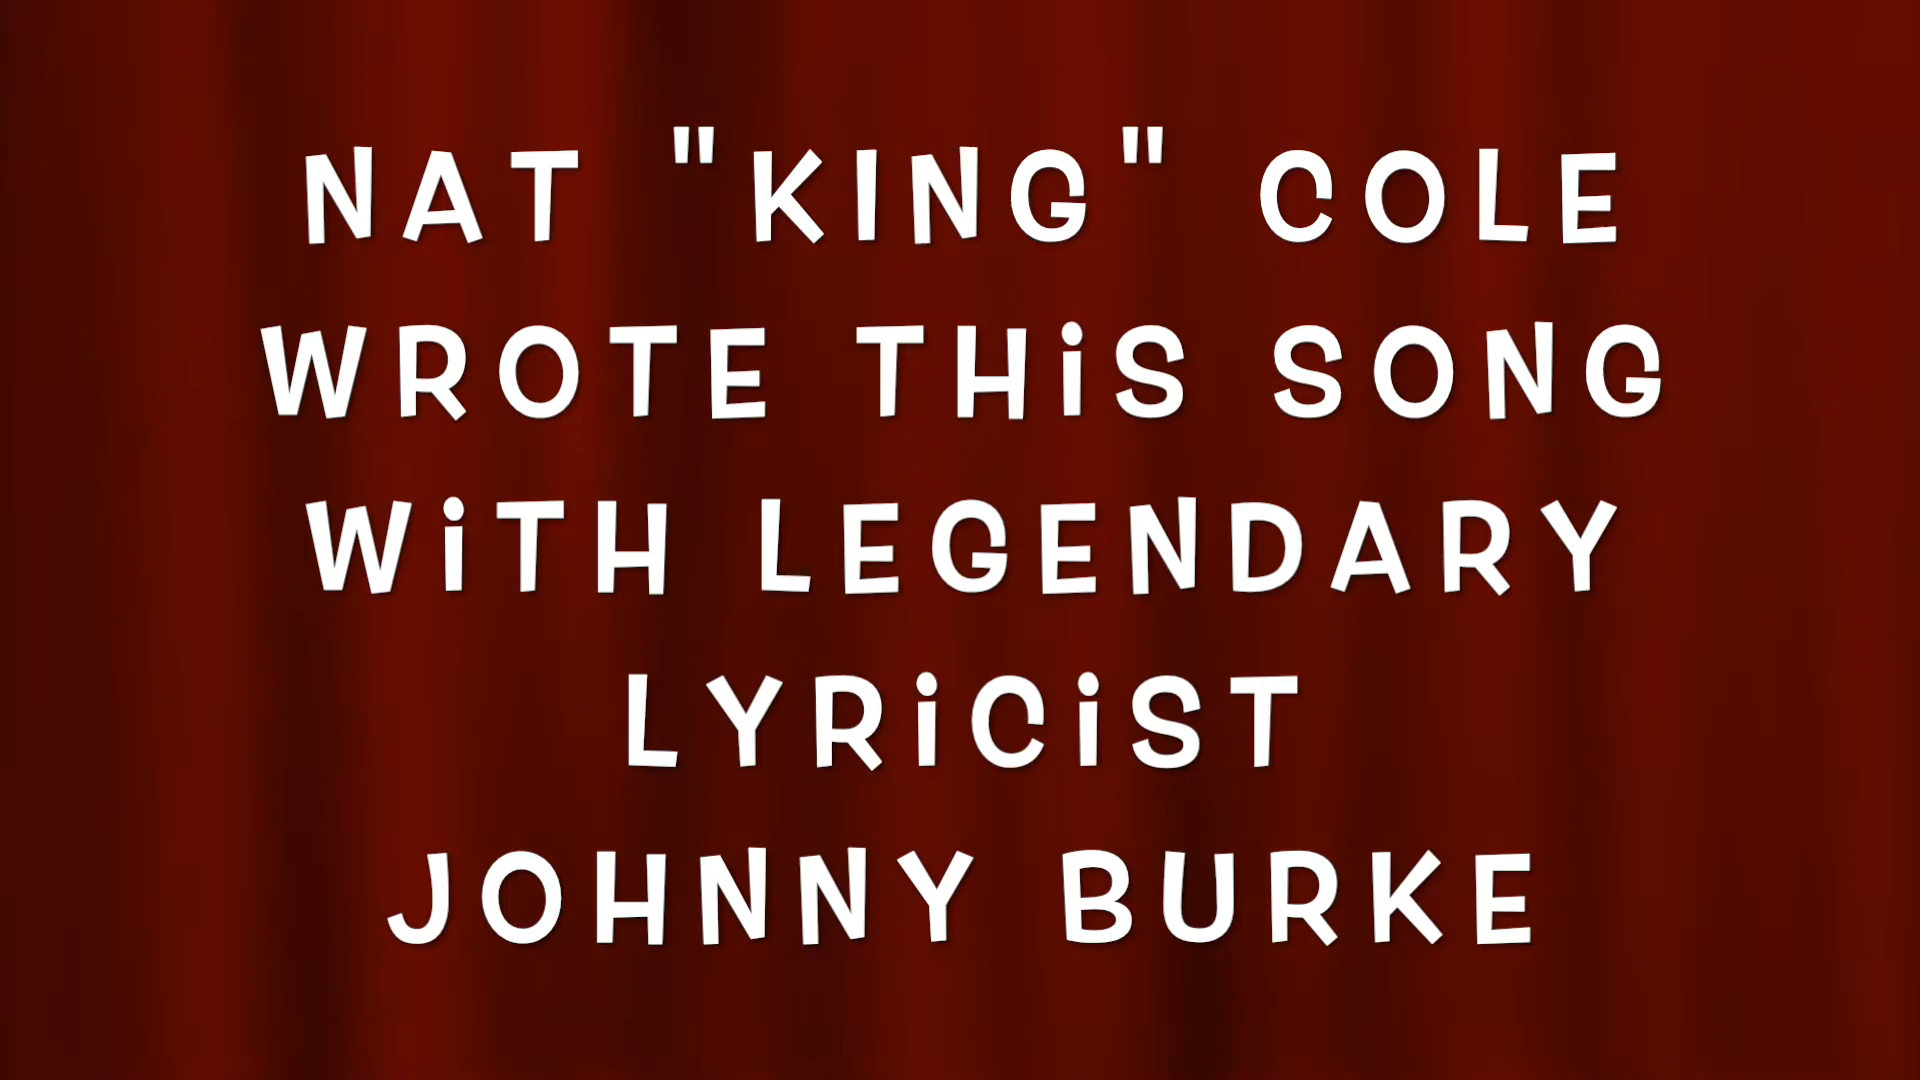 NAT "KING" COLE
WROTE THiS SONG
WiTH LEGENDARY
LYRiCiST
JOHNNY BURKE